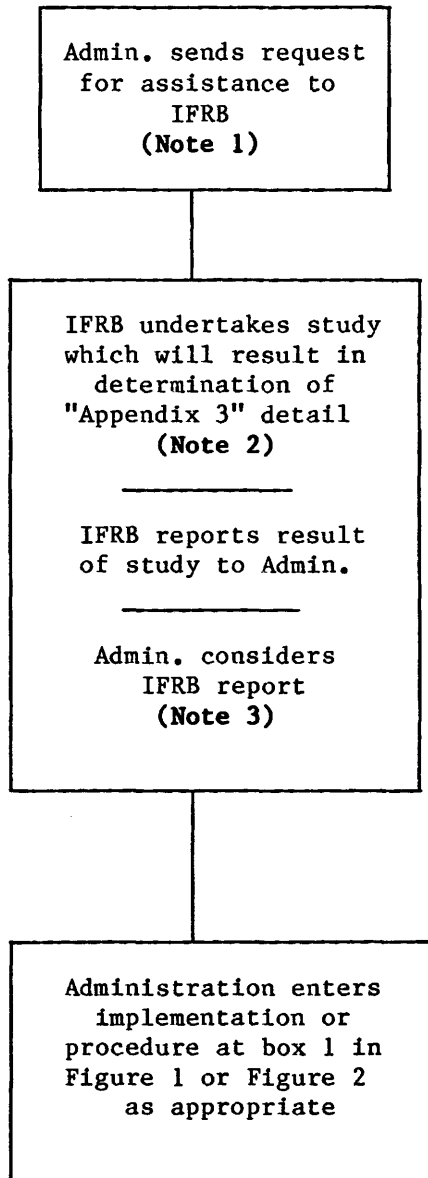 Admin. sends request
for assistance to
IFRB
(Note 1)
IFRB undertakes study
which will result in
determination of
"Appendix 3" detail
(Note 2)
IFRB reports result
of study to Admin.
Admin. considers
IFRB report
(Note 3)
Administration enters
implementation or
procedure at box 1 in
Figure 1 or Figure 2
as appropriate